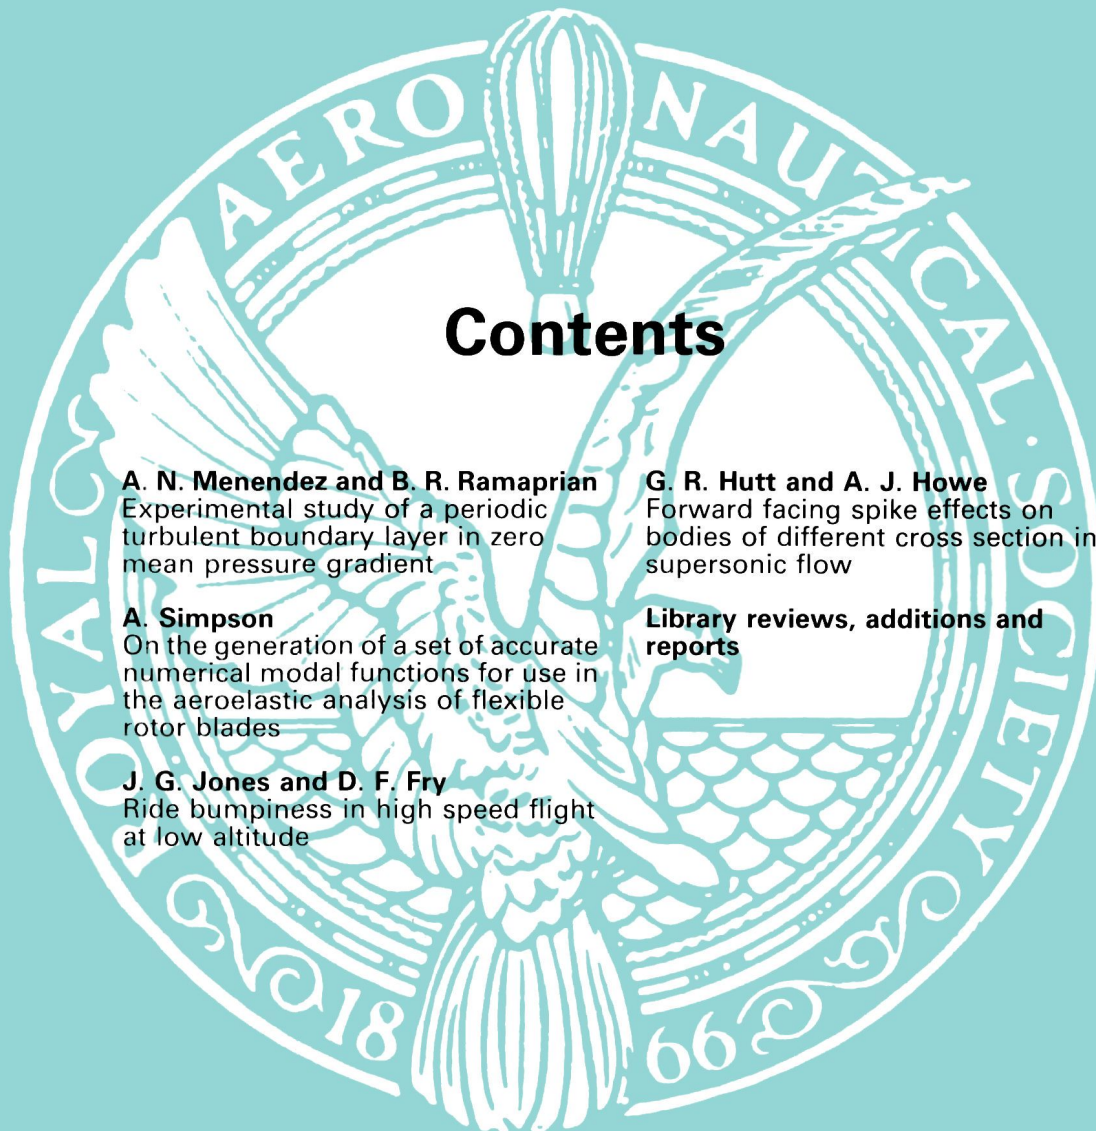 ROYAL AERONAUTICAL · SOCIETY
1866
Contents
A. N. Menendez and B. R. Ramaprian
Experimental study of a periodic
turbulent boundary layer in zero
mean pressure gradient
A. Simpson
On the generation of a set of accurate
numerical modal functions for use in
the aeroelastic analysis of flexible
rotor blades
J. G. Jones and D. F. Fry
Ride bumpiness in high speed flight
at low altitude
G. R. Hutt and A. J. Howe
Forward facing spike effects on
bodies of different cross section in
supersonic flow
Library reviews, additions and
reports